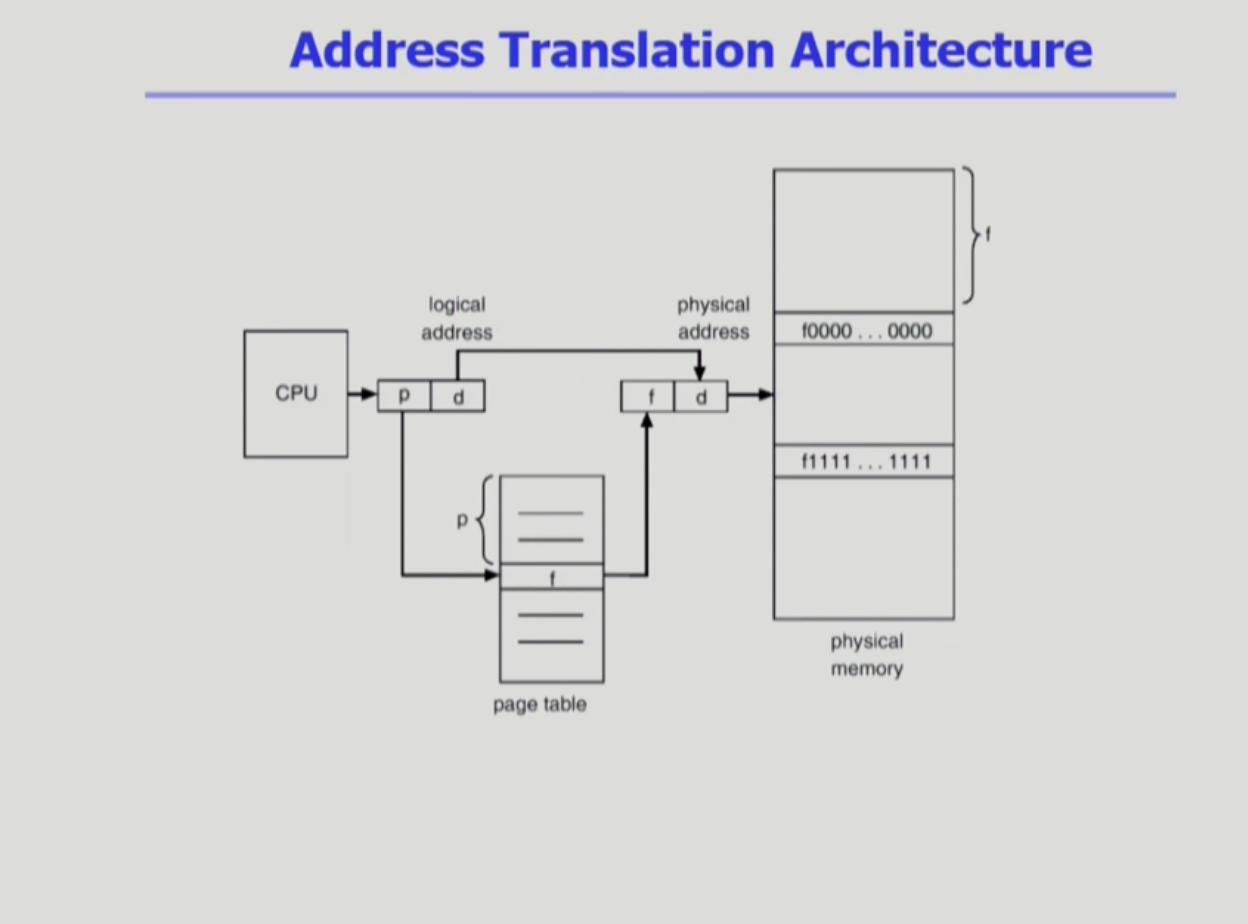 Address Translation Architecture
f
logical
address
physical
address
f0000 . . . 0000
CPU
p
d
f
d
f1111 . . . 1111
p
f
physical
memory
page table